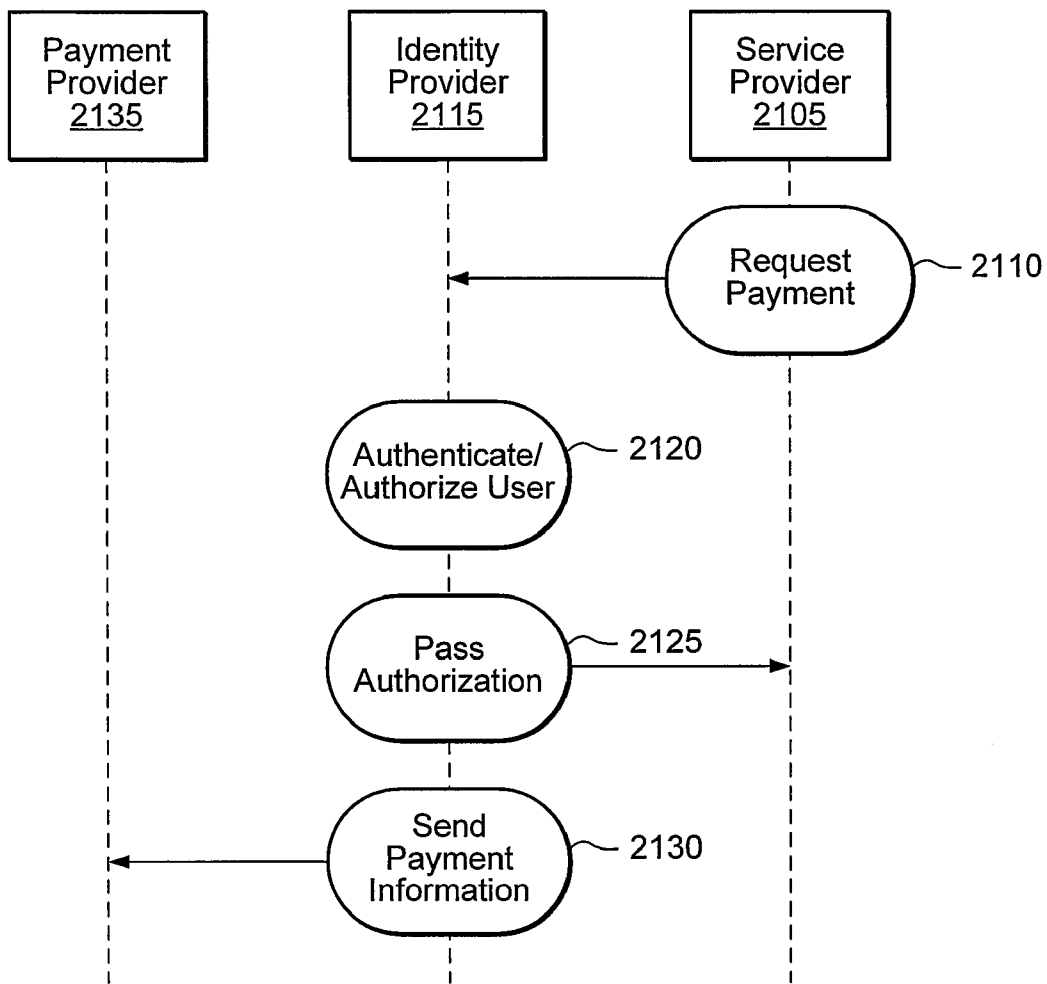 Payment
Provider
2135
Identity
Provider
2115
Service
Provider
2105
Request
Payment
2110
Authenticate/
Authorize User
2120
Pass
Authorization
2125
Send
Payment
Information
2130